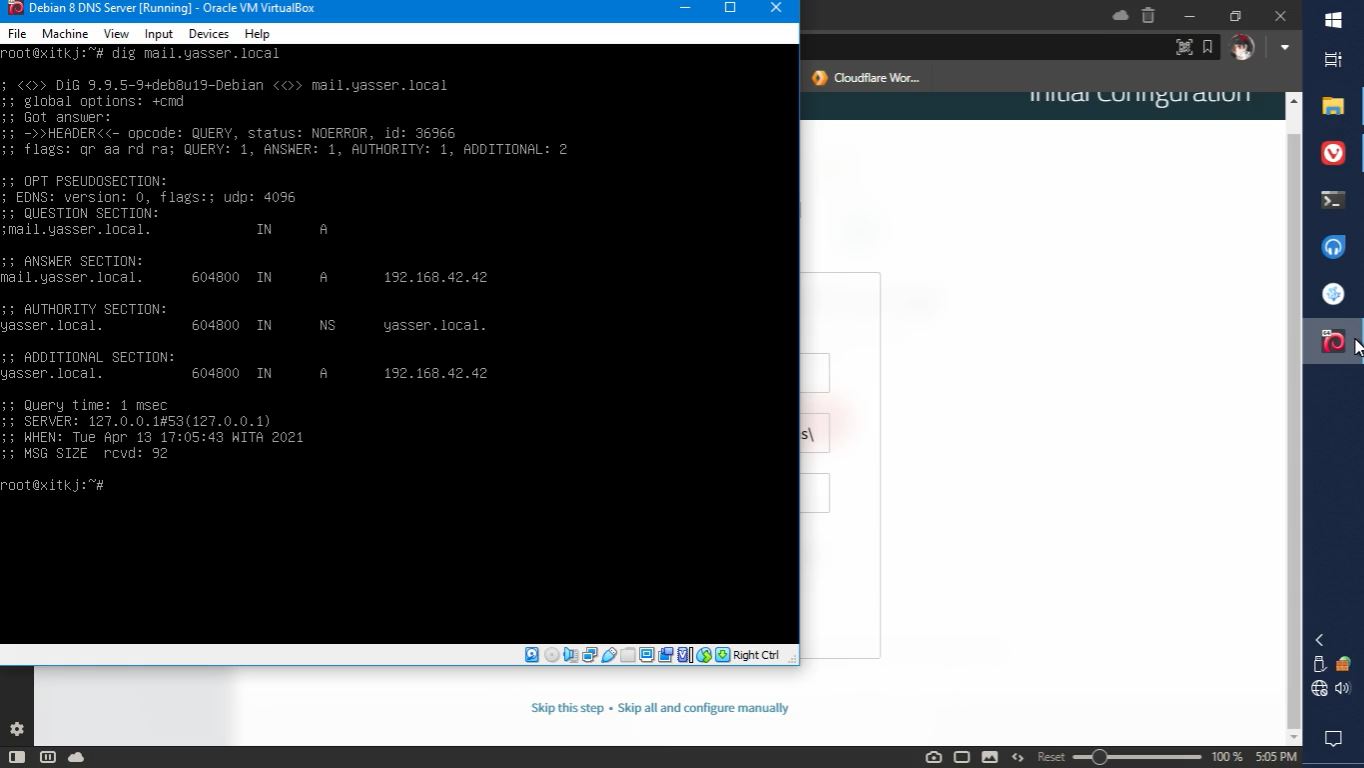 Debian 8 DNS Server [Running] - Oracle VM VirtualBox
File Machine View Input Devices Help
root@xitkj:~# dig mail.yasser.local
; <<>> DiG 9.9.5-9+deb8u19-Debian <<>> mail.yasser.local
;; global options: +cmd
;; Got answer:
;; ->>HEADER<<- opcode: QUERY, status: NOERROR, id: 36966
;; flags: qr aa rd ra; QUERY: 1, ANSWER: 1, AUTHORITY: 1, ADDITIONAL: 2
;; OPT PSEUDOSECTION:
; EDNS: version: 0, flags:; udp: 4096
;; QUESTION SECTION:
;mail.yasser.local. IN A
;; ANSWER SECTION:
mail.yasser.local. 604800 IN A 192.168.42.42
;; AUTHORITY SECTION:
yasser.local. 604800 IN NS yasser.local.
;; ADDITIONAL SECTION:
yasser.local. 604800 IN A 192.168.42.42
;; Query time: 1 msec
;; SERVER: 127.0.0.1#53(127.0.0.1)
;; WHEN: Tue Apr 13 17:05:43 WITA 2021
;; MSG SIZE rcvd: 92
root@xitkj:~#
Right Ctrl
Cloudflare Wor...
Initial Configuration
s\
Skip this step • Skip all and configure manually
Reset 100 % 5:05 PM